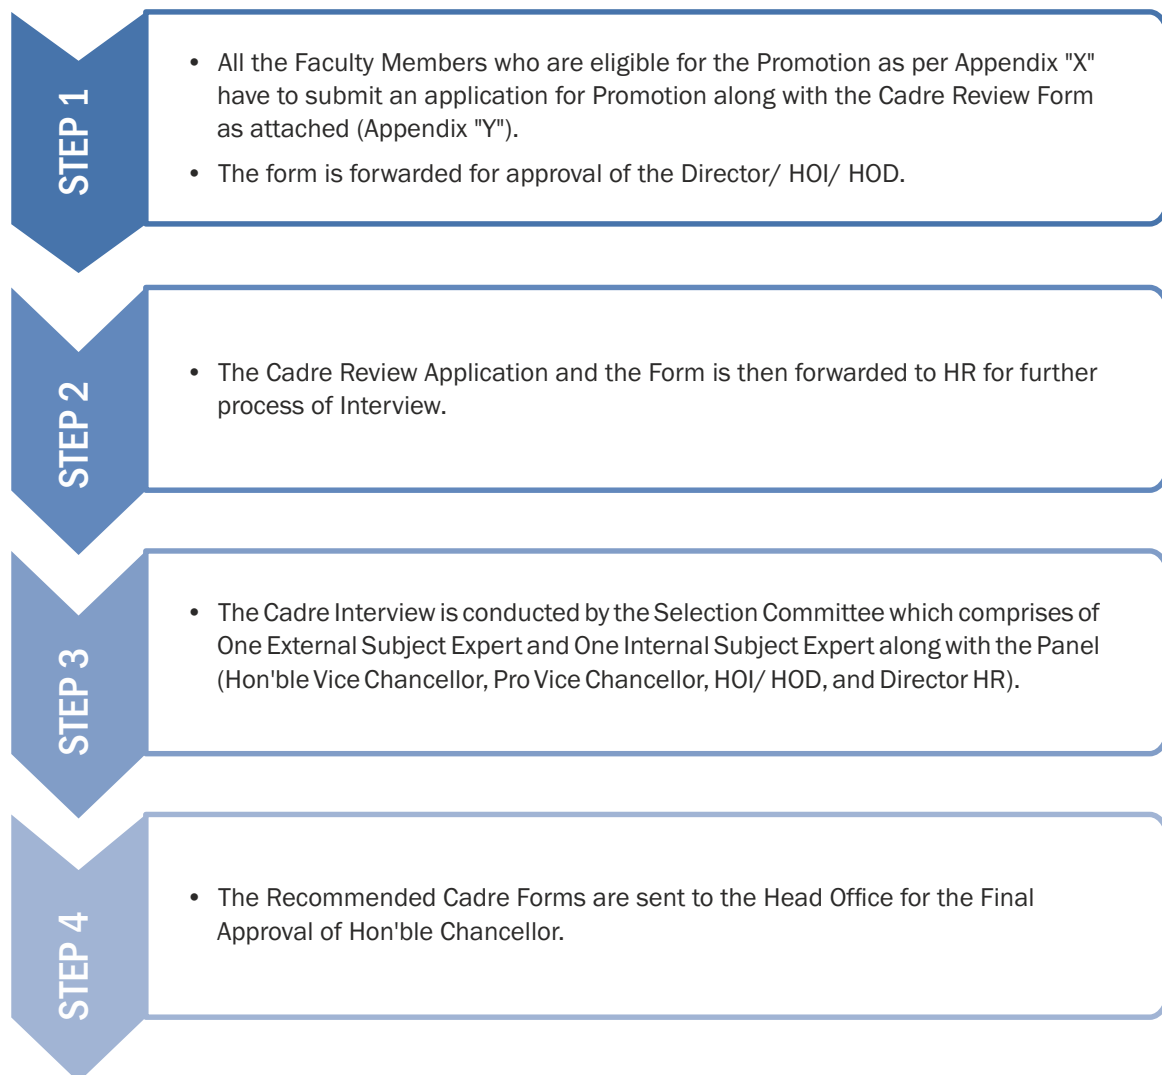 STEP 1
• All the Faculty Members who are eligible for the Promotion as per Appendix "X"
have to submit an application for Promotion along with the Cadre Review Form
as attached (Appendix "Y").
• The form is forwarded for approval of the Director/ HOI/ HOD.
STEP 2
• The Cadre Review Application and the Form is then forwarded to HR for further
process of Interview.
STEP 3
• The Cadre Interview is conducted by the Selection Committee which comprises of
One External Subject Expert and One Internal Subject Expert along with the Panel
(Hon'ble Vice Chancellor, Pro Vice Chancellor, HOI/ HOD, and Director HR).
STEP 4
• The Recommended Cadre Forms are sent to the Head Office for the Final
Approval of Hon'ble Chancellor.